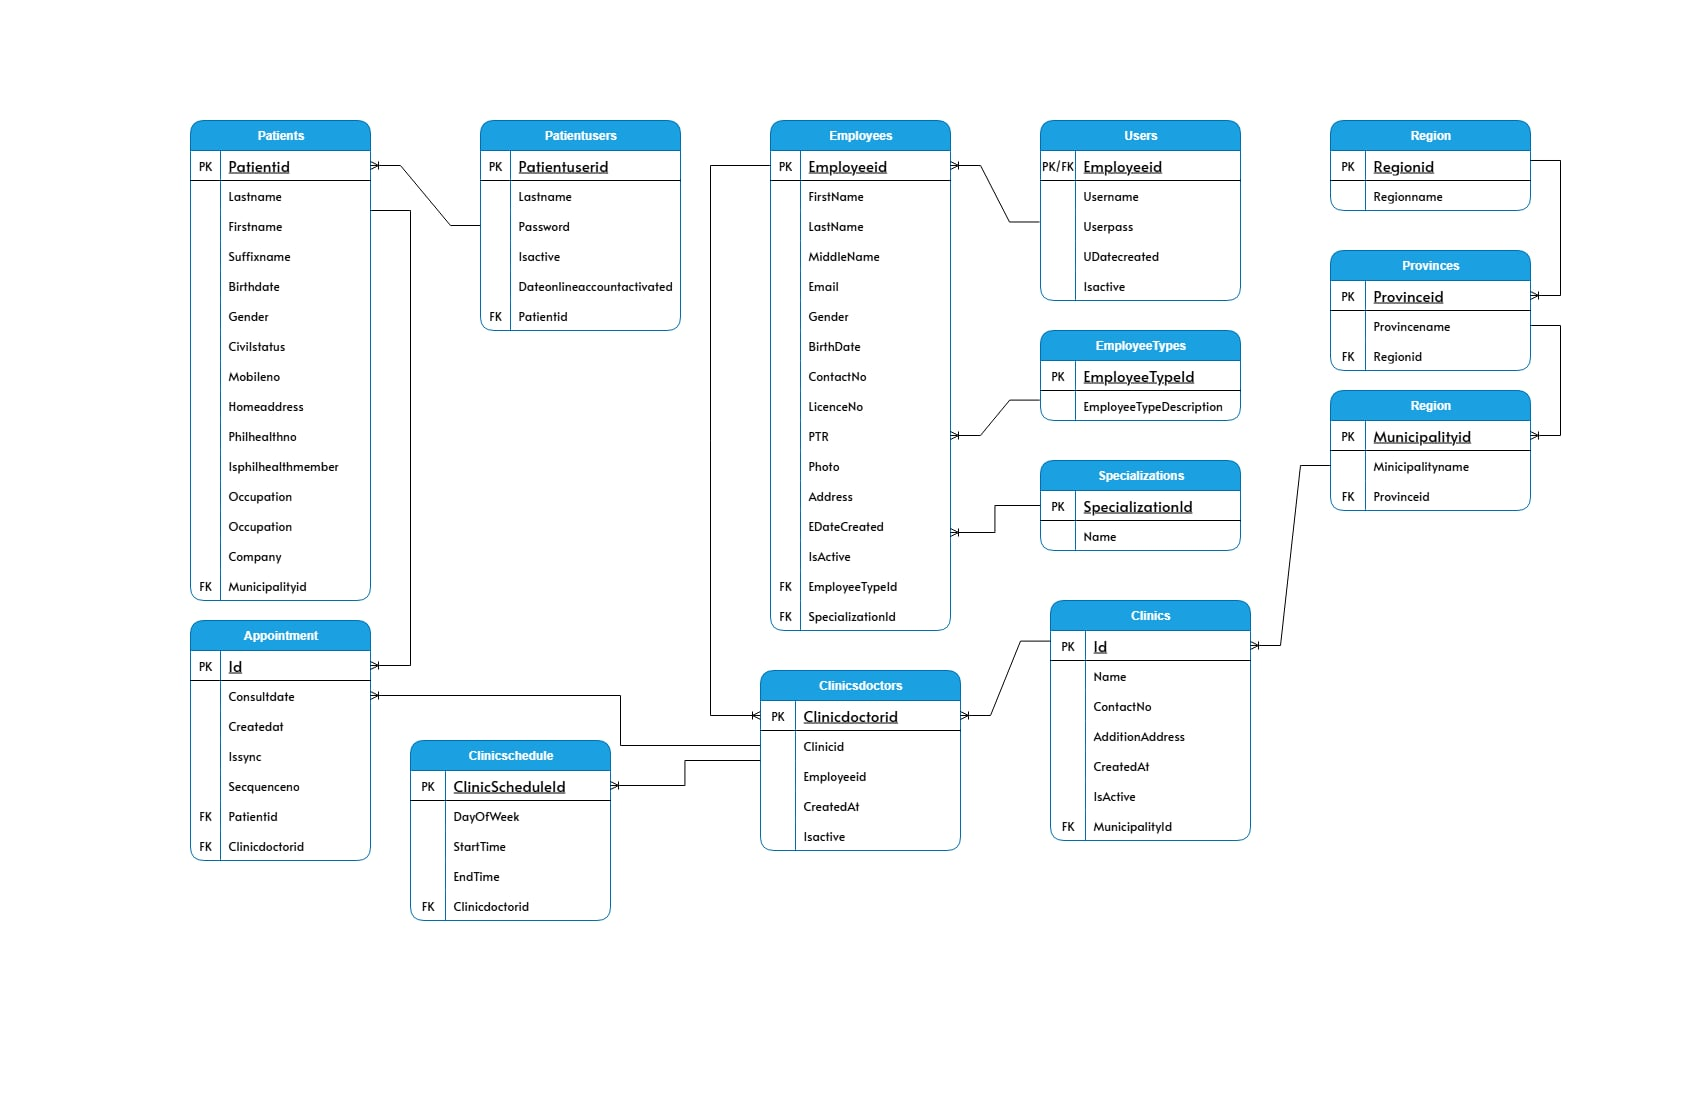 Patients
PK Patientid
Lastname
Firstname
Suffixname
Birthdate
Gender
Civilstatus
Mobileno
Homeaddress
Philhealthno
Isphilhealthmember
Occupation
Occupation
Company
FK Municipalityid
Patientusers
PK Patientuserid
Lastname
Password
Isactive
Dateonlineaccountactivated
FK Patientid
Employees
PK Employeeid
FirstName
LastName
MiddleName
Email
Gender
BirthDate
ContactNo
LicenceNo
PTR
Photo
Address
EDateCreated
IsActive
FK EmployeeTypeId
FK SpecializationId
Users
PK/FK Employeeid
Username
Userpass
UDatecreated
Isactive
EmployeeTypes
PK EmployeeTypeId
EmployeeTypeDescription
Specializations
PK SpecializationId
Name
Region
PK Regionid
Regionname
Provinces
PK Provinceid
Provincename
FK Regionid
Region
PK Municipalityid
Minicipalityname
FK Provinceid
Appointment
PK Id
Consultdate
Createdat
Issync
Secquenceno
FK Patientid
FK Clinicdoctorid
Clinicschedule
PK ClinicScheduleId
DayOfWeek
StartTime
EndTime
FK Clinicdoctorid
Clinicsdoctors
PK Clinicdoctorid
Clinicid
Employeeid
CreatedAt
Isactive
Clinics
PK Id
Name
ContactNo
AdditionAddress
CreatedAt
IsActive
FK MunicipalityId